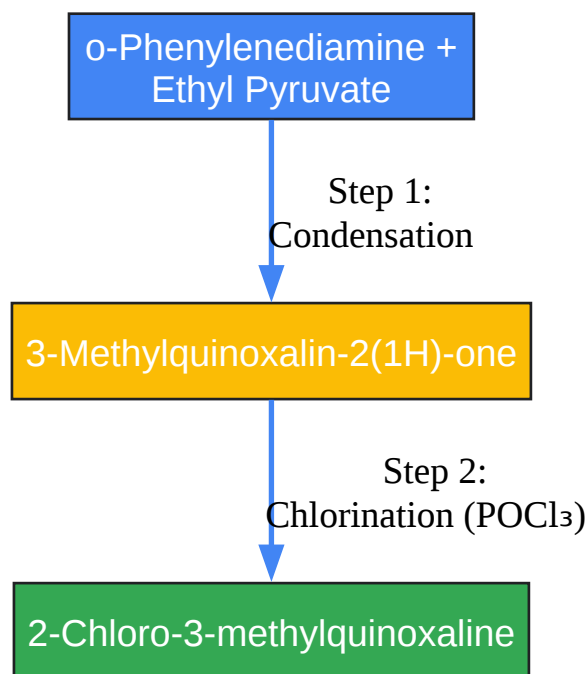 o-Phenylenediamine +
Ethyl Pyruvate
Step 1:
Condensation
3-Methylquinoxalin-2(1H)-one
Step 2:
Chlorination (POCl₃)
2-Chloro-3-methylquinoxaline